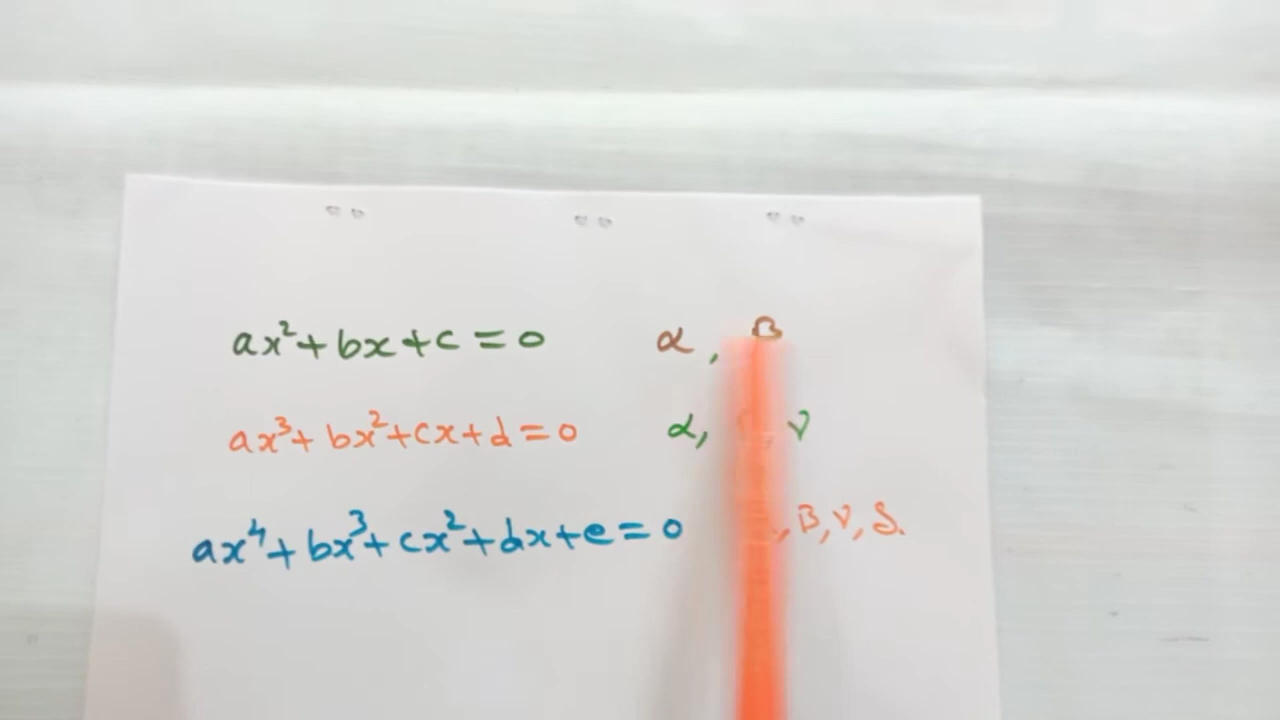 ax²+bx+c=0 α, β
ax³+bx²+cx+d=0 α, γ
ax⁴+bx³+cx²+dx+e=0 , β, γ, δ.